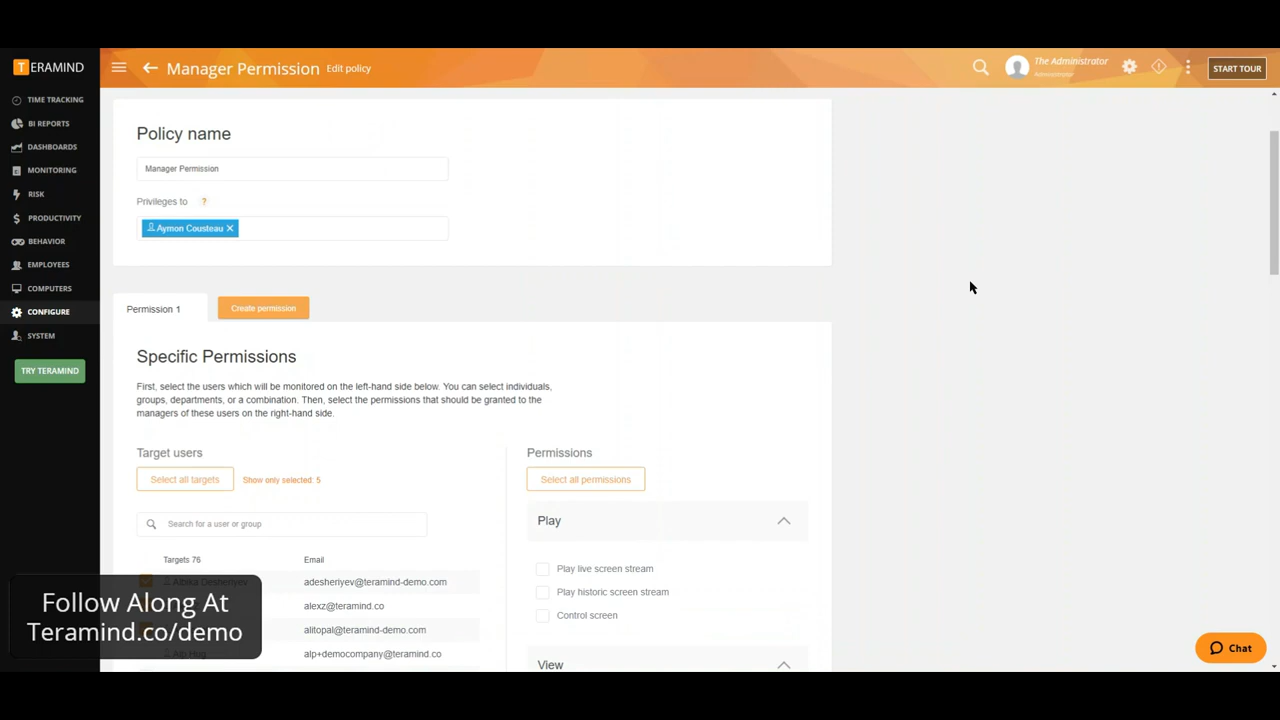 TERAMIND
Manager Permission
Edit policy
The Administrator
Administrator
START TOUR
TIME TRACKING
BI REPORTS
DASHBOARDS
MONITORING
RISK
PRODUCTIVITY
BEHAVIOR
EMPLOYEES
COMPUTERS
CONFIGURE
SYSTEM
TRY TERAMIND
Policy name
Manager Permission
Privileges to ?
Aymon Cousteau
Permission 1
Create permission
Specific Permissions
First, select the users which will be monitored on the left-hand side below. You can select individuals,
groups, departments, or a combination. Then, select the permissions that should be granted to the
managers of these users on the right-hand side.
Target users
Select all targets
Show only selected: 5
Search for a user or group
Targets 76 Email
Albika Desheriyev adesheriyev@teramind-demo.com
alexz@teramind.co
alitopal@teramind-demo.com
Alp Hug alp+democompany@teramind.co
Permissions
Select all permissions
Play
Play live screen stream
Play historic screen stream
Control screen
View
Follow Along At
Teramind.co/demo
Chat